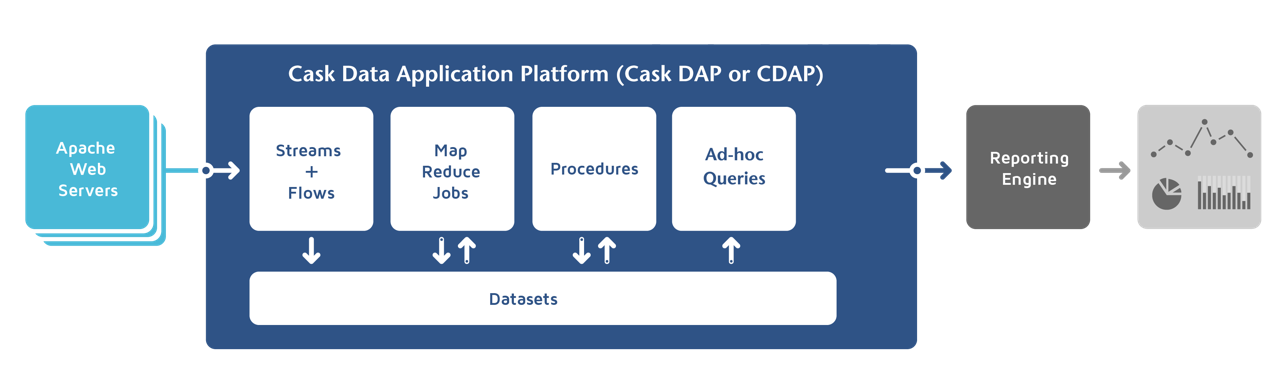 Cask Data Application Platform (Cask DAP or CDAP)
Apache
Web
Servers
Streams
+
Flows
Map
Reduce
Jobs
Procedures
Ad-hoc
Queries
Datasets
Reporting
Engine